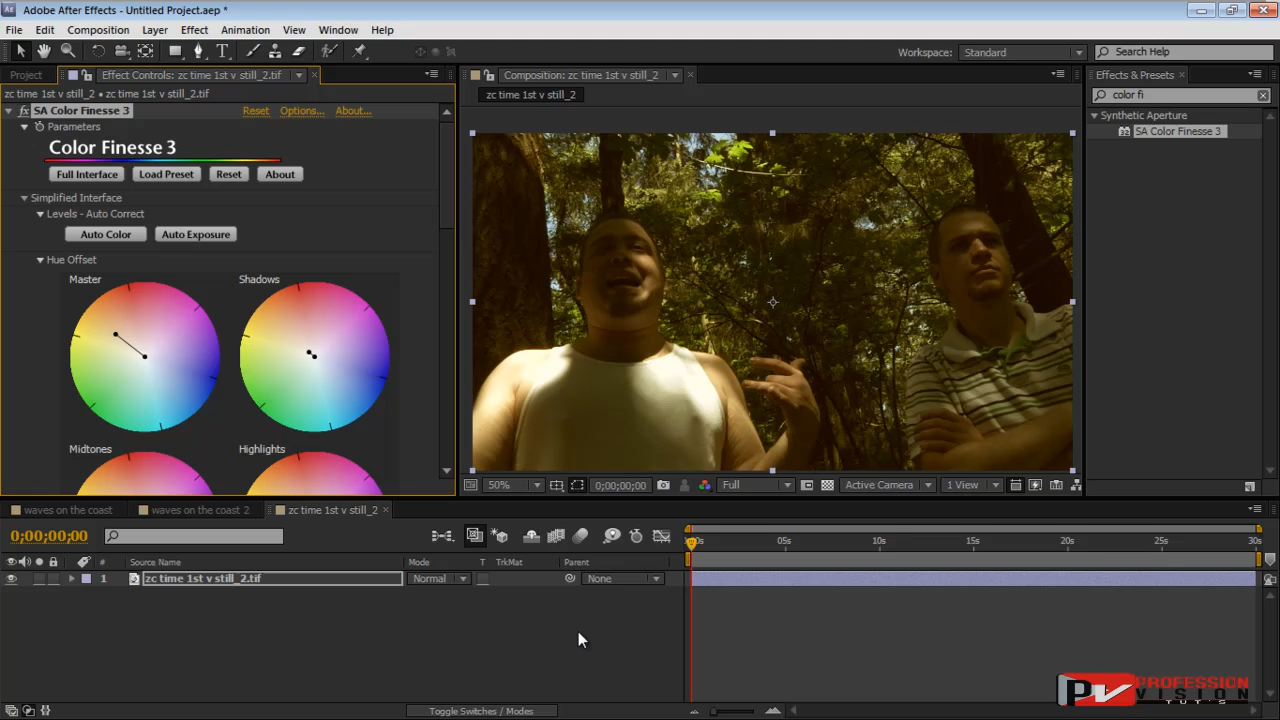 Adobe After Effects - Untitled Project.aep *
File Edit Composition Layer Effect Animation View Window Help
Workspace: Standard Search Help
Project Effect Controls: zc time 1st v still_2.tif Composition: zc time 1st v still_2 Effects & Presets
zc time 1st v still_2 • zc time 1st v still_2.tif zc time 1st v still_2 color fi
fx SA Color Finesse 3 Reset Options... About... Synthetic Aperture
Parameters SA Color Finesse 3
Color Finesse 3
Full Interface Load Preset Reset About
Simplified Interface
Levels - Auto Correct
Auto Color Auto Exposure
Hue Offset
Master Shadows
Midtones Highlights
50% 0;00;00;00 Full Active Camera 1 View
waves on the coast waves on the coast 2 zc time 1st v still_2
0;00;00;00 05s 10s 15s 20s 25s 30s
# Source Name Mode T TrkMat Parent
1 zc time 1st v still_2.tif Normal None
Toggle Switches / Modes
PV PROFESSION
VISION
TUT'S